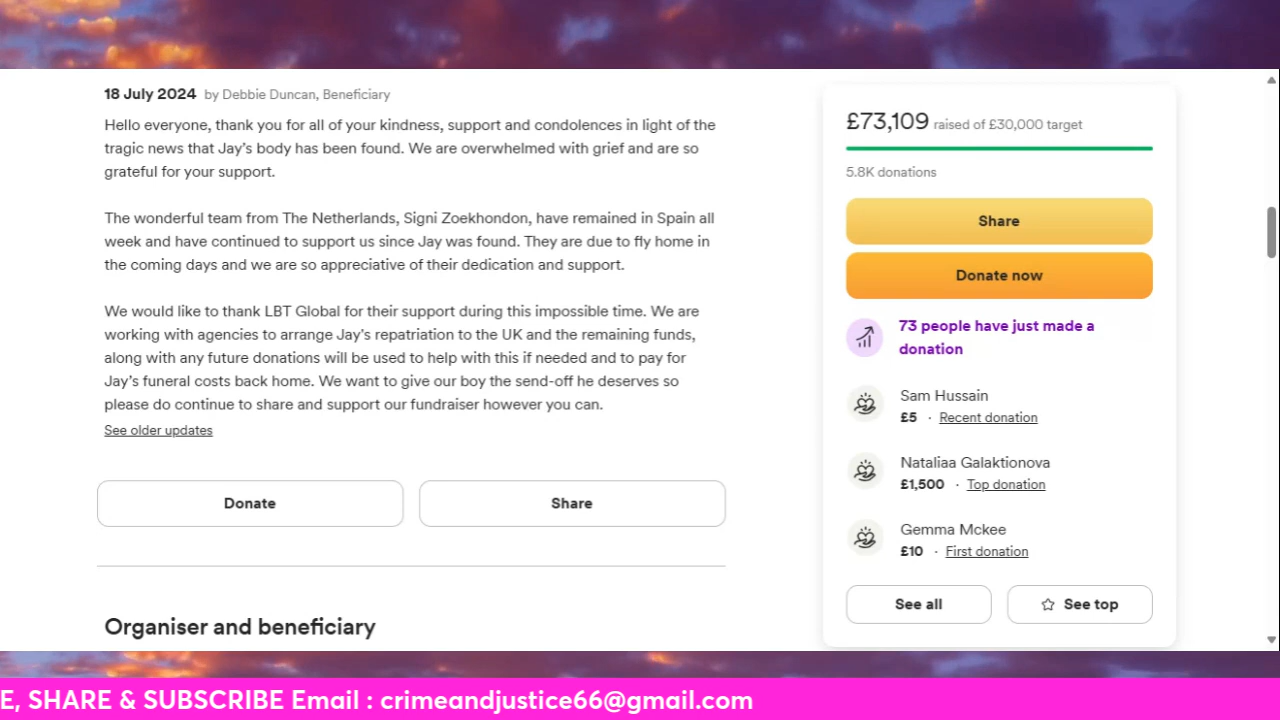 18 July 2024 by Debbie Duncan, Beneficiary
Hello everyone, thank you for all of your kindness, support and condolences in light of the
tragic news that Jay's body has been found. We are overwhelmed with grief and are so
grateful for your support.
The wonderful team from The Netherlands, Signi Zoekhondon, have remained in Spain all
week and have continued to support us since Jay was found. They are due to fly home in
the coming days and we are so appreciative of their dedication and support.
We would like to thank LBT Global for their support during this impossible time. We are
working with agencies to arrange Jay's repatriation to the UK and the remaining funds,
along with any future donations will be used to help with this if needed and to pay for
Jay's funeral costs back home. We want to give our boy the send-off he deserves so
please do continue to share and support our fundraiser however you can.
See older updates
Donate
Share
Organiser and beneficiary
£73,109 raised of £30,000 target
5.8K donations
Share
Donate now
73 people have just made a
donation
Sam Hussain
£5 · Recent donation
Nataliaa Galaktionova
£1,500 · Top donation
Gemma Mckee
£10 · First donation
See all
See top
E, SHARE & SUBSCRIBE Email : crimeandjustice66@gmail.com